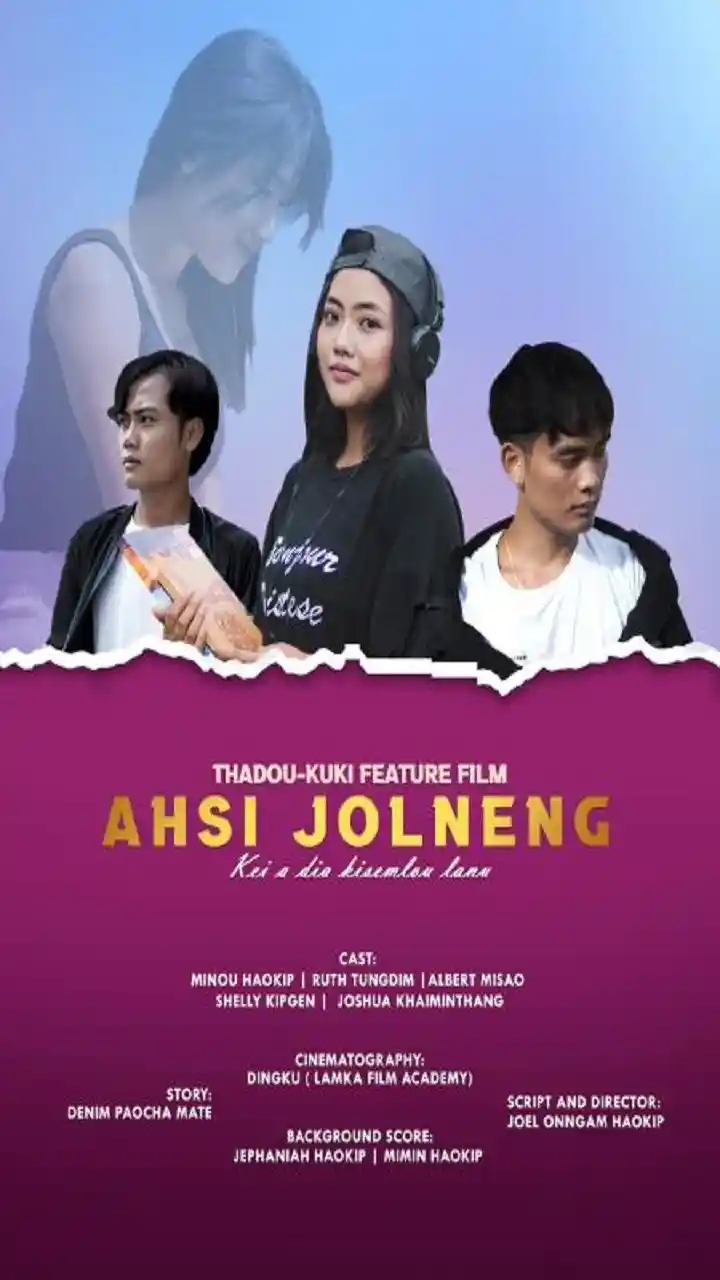 Bonjour
THADOU-KUKI FEATURE FILM
AHSI JOLNENG
Kei a dia kisemlou lanu
CAST:
MINOU HAOKIP | RUTH TUNGDIM |ALBERT MISAO
SHELLY KIPGEN | JOSHUA KHAIMINTHANG
CINEMATOGRAPHY:
DINGKU ( LAMKA FILM ACADEMY)
STORY:
DENIM PAOCHA MATE
SCRIPT AND DIRECTOR:
JOEL ONNGAM HAOKIP
BACKGROUND SCORE:
JEPHANIAH HAOKIP | MIMIN HAOKIP